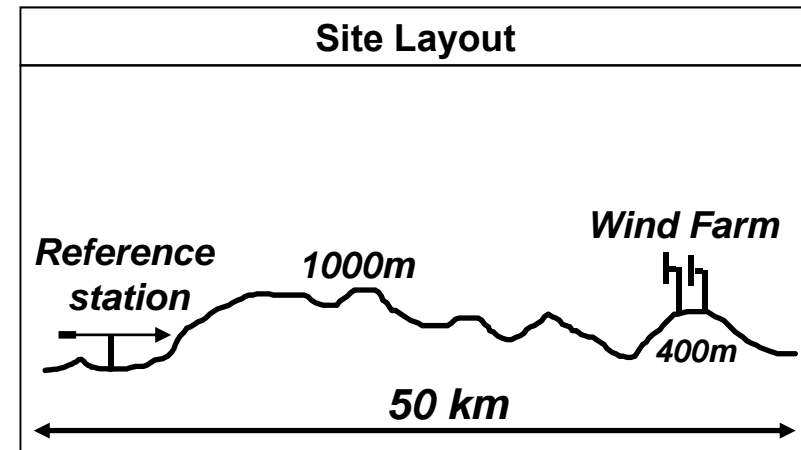 Site Layout
Wind Farm
Reference
station
1000m
400m
50 km